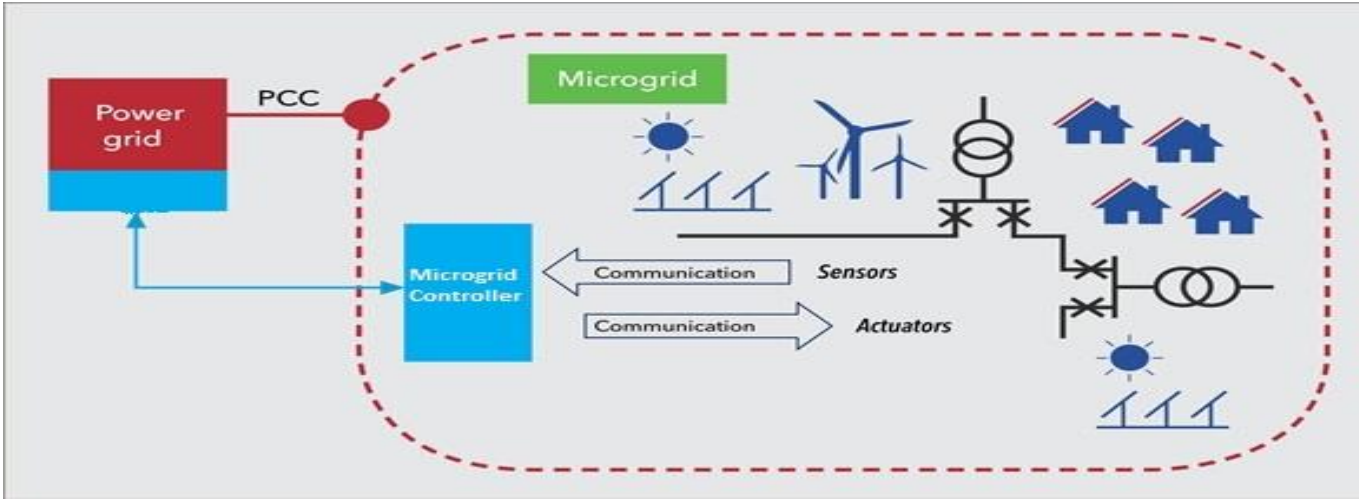 Microgrid
PCC
Power
grid
Microgrid
Controller
Communication
Sensors
Communication
Actuators